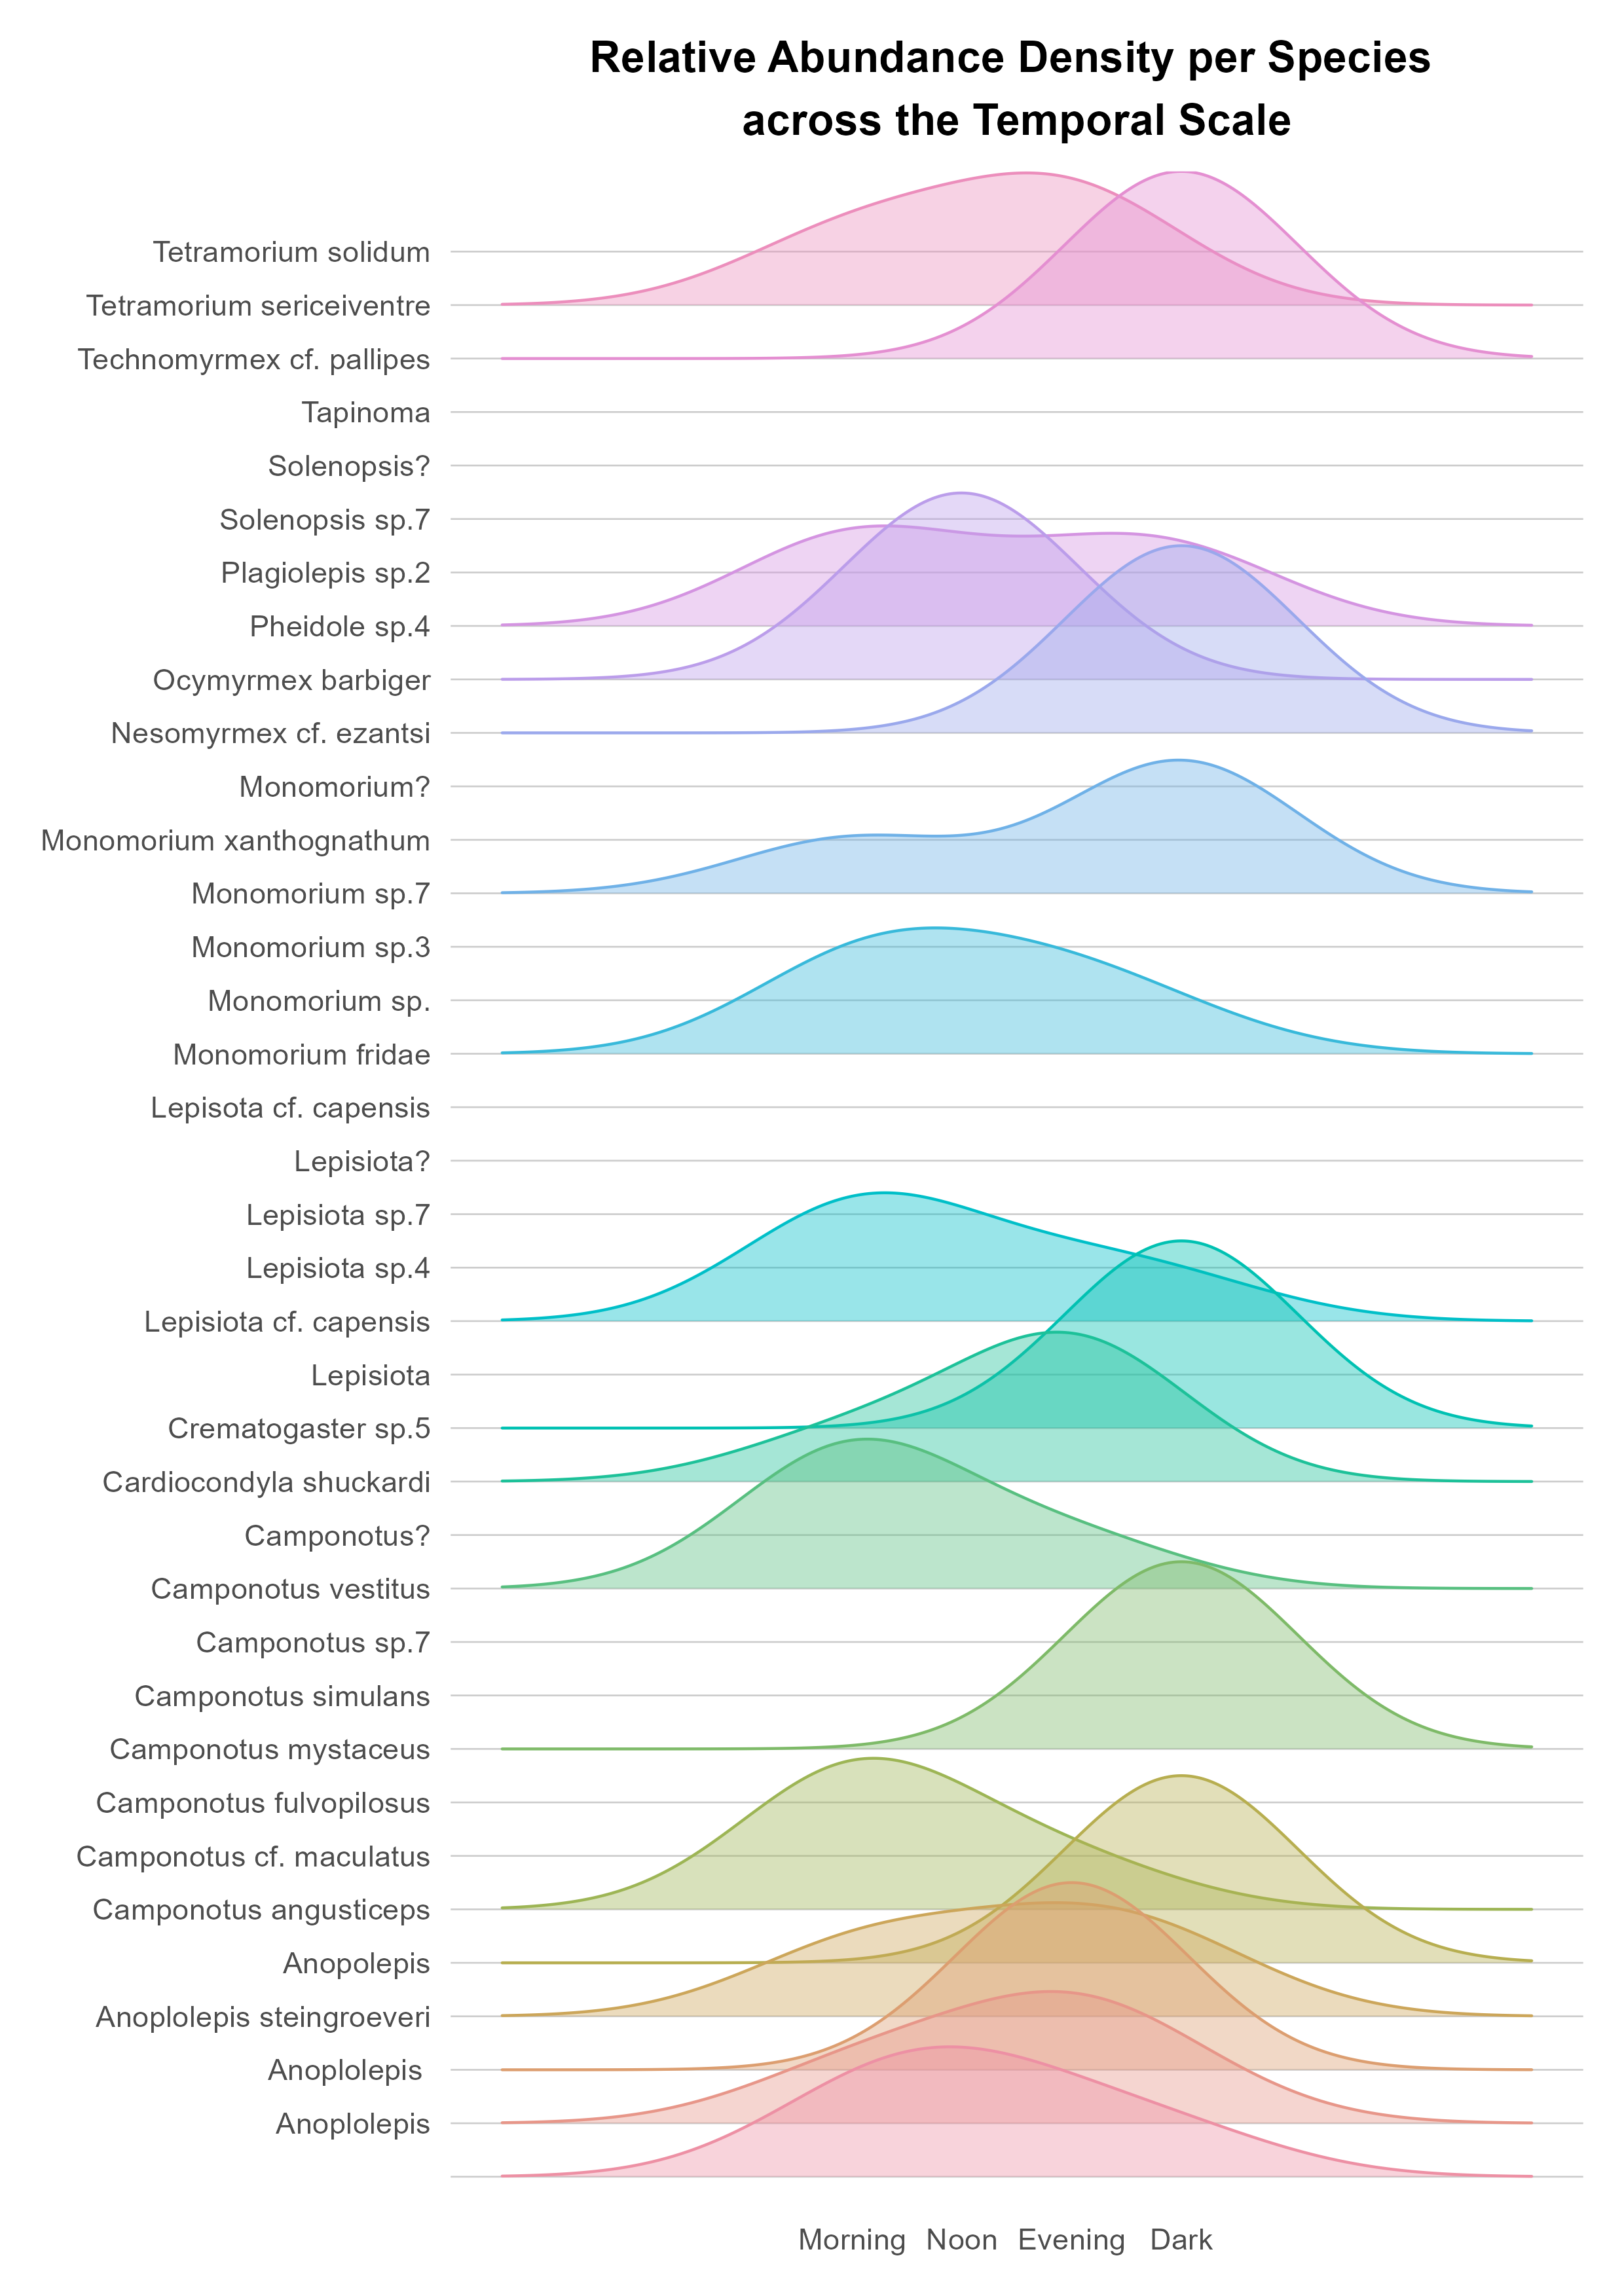 Relative Abundance Density per Species
across the Temporal Scale
Tetramorium solidum
Tetramorium sericeiventre
Technomyrmex cf. pallipes
Tapinoma
Solenopsis?
Solenopsis sp.7
Plagiolepis sp.2
Pheidole sp.4
Ocymyrmex barbiger
Nesomyrmex cf. ezantsi
Monomorium?
Monomorium xanthognathum
Monomorium sp.7
Monomorium sp.3
Monomorium sp.
Monomorium fridae
Lepisota cf. capensis
Lepisiota?
Lepisiota sp.7
Lepisiota sp.4
Lepisiota cf. capensis
Lepisiota
Crematogaster sp.5
Cardiocondyla shuckardi
Camponotus?
Camponotus vestitus
Camponotus sp.7
Camponotus simulans
Camponotus mystaceus
Camponotus fulvopilosus
Camponotus cf. maculatus
Camponotus angusticeps
Anopolepis
Anoplolepis steingroeveri
Anoplolepis
Anoplolepis
Morning Noon Evening Dark